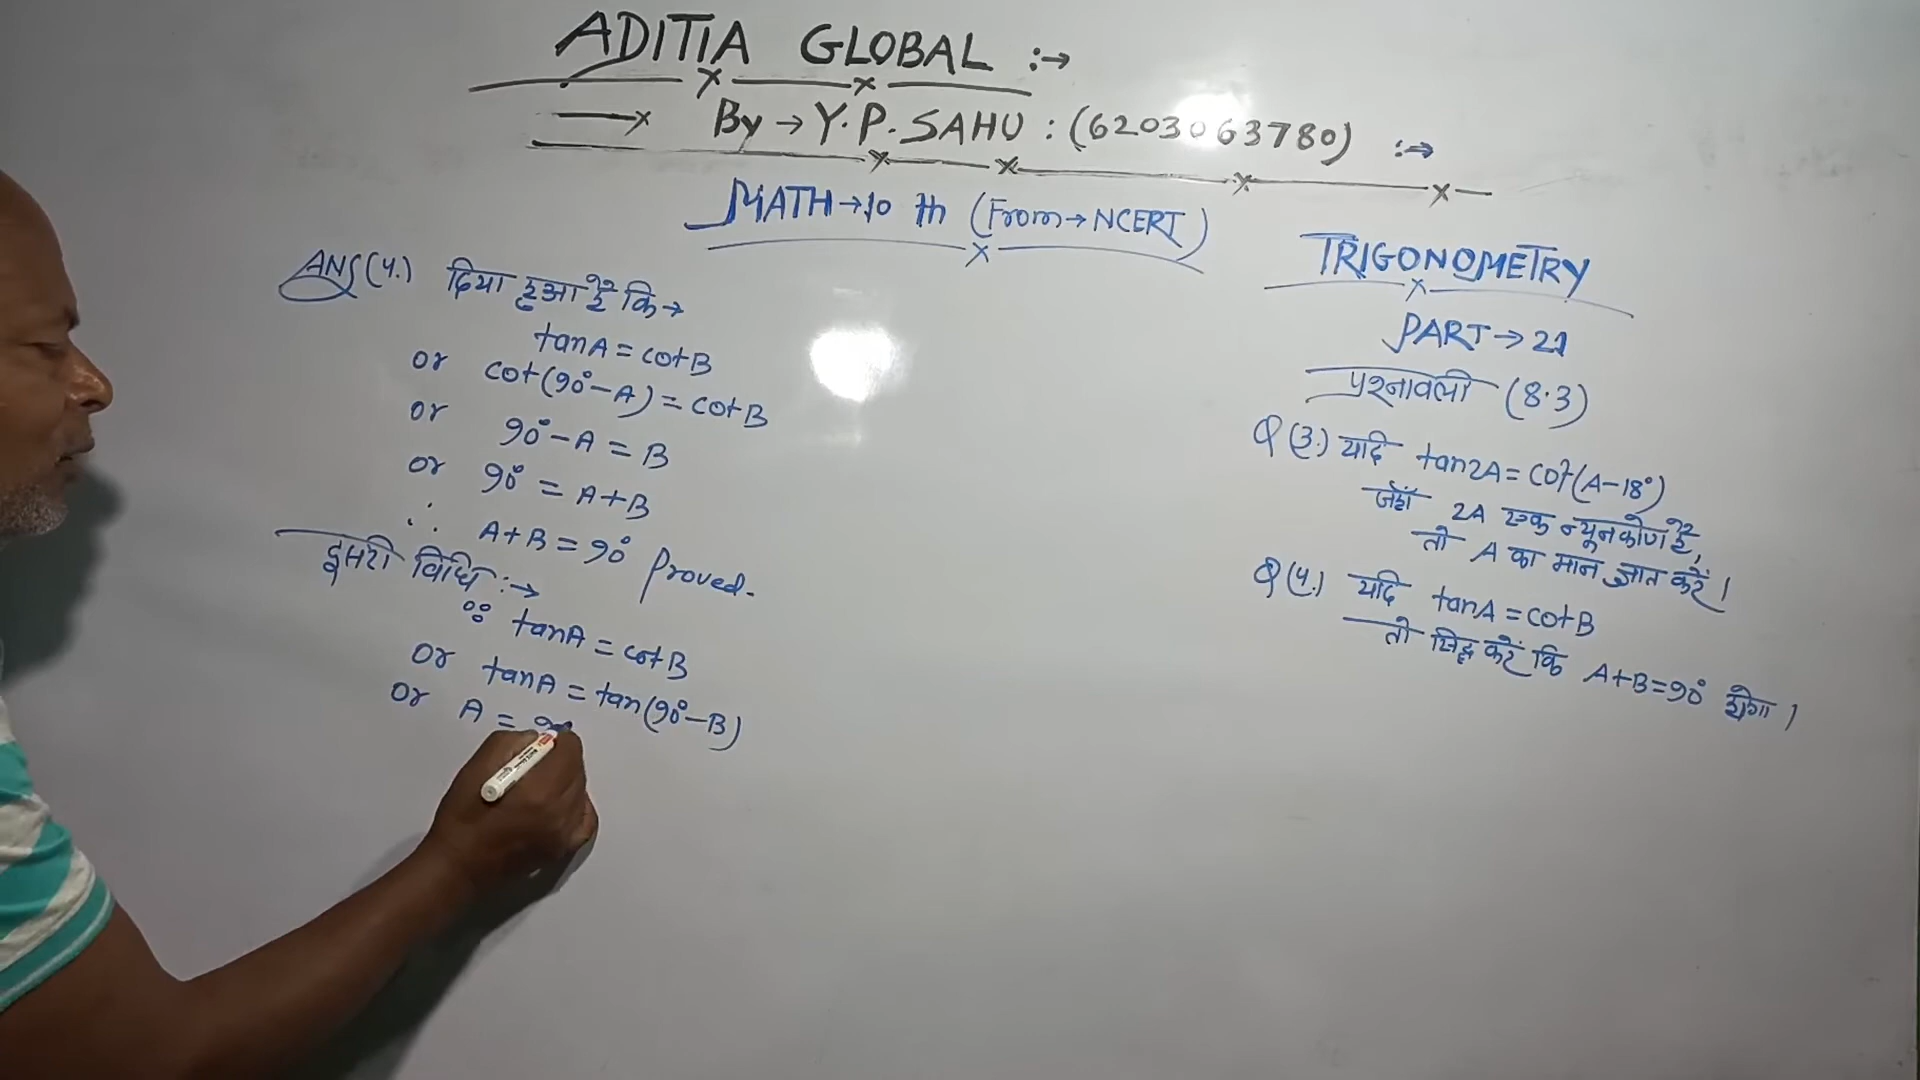 ADITIA GLOBAL :→
By → Y.P. SAHU : (6203063780) :→
MATH → 10 th (From → NCERT)
ANS (4.) दिया हुआ है कि →
tanA = cotB
or cot(90° - A) = cotB
or 90° - A = B
or 90° = A+B
∴ A+B = 90° Proved.
दूसरी विधि :→
∵ tanA = cotB
or tanA = tan(90° - B)
or A = 9
TRIGONOMETRY
PART → 21
प्रश्नावली (8.3)
Q (3.) यदि tan2A = cot(A-18°)
जहाँ 2A एक न्यूनकोण है,
तो A का मान ज्ञात करें।
Q (4.) यदि tanA = cotB
तो सिद्ध करें कि A+B=90° होगा।